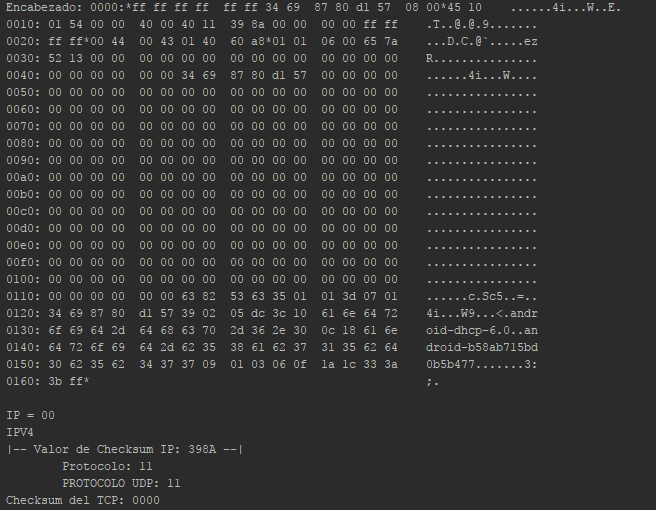 Encabezado: 0000:*ff ff ff ff  ff ff 34 69  87 80 d1 57  08 00*45 10    ......4i...W..E.
0010: 01 54 00 00  40 00 40 11  39 8a 00 00  00 00 ff ff    .T..@.@.9.......
0020: ff ff*00 44  00 43 01 40  60 a8*01 01  06 00 65 7a    ...D.C.@`.....ez
0030: 52 13 00 00  00 00 00 00  00 00 00 00  00 00 00 00    R...............
0040: 00 00 00 00  00 00 34 69  87 80 d1 57  00 00 00 00    ......4i...W....
0050: 00 00 00 00  00 00 00 00  00 00 00 00  00 00 00 00    ................
0060: 00 00 00 00  00 00 00 00  00 00 00 00  00 00 00 00    ................
0070: 00 00 00 00  00 00 00 00  00 00 00 00  00 00 00 00    ................
0080: 00 00 00 00  00 00 00 00  00 00 00 00  00 00 00 00    ................
0090: 00 00 00 00  00 00 00 00  00 00 00 00  00 00 00 00    ................
00a0: 00 00 00 00  00 00 00 00  00 00 00 00  00 00 00 00    ................
00b0: 00 00 00 00  00 00 00 00  00 00 00 00  00 00 00 00    ................
00c0: 00 00 00 00  00 00 00 00  00 00 00 00  00 00 00 00    ................
00d0: 00 00 00 00  00 00 00 00  00 00 00 00  00 00 00 00    ................
00e0: 00 00 00 00  00 00 00 00  00 00 00 00  00 00 00 00    ................
00f0: 00 00 00 00  00 00 00 00  00 00 00 00  00 00 00 00    ................
0100: 00 00 00 00  00 00 00 00  00 00 00 00  00 00 00 00    ................
0110: 00 00 00 00  00 00 63 82  53 63 35 01  01 3d 07 01    ......c.Sc5..=..
0120: 34 69 87 80  d1 57 39 02  05 dc 3c 10  61 6e 64 72    4i...W9...<.andr
0130: 6f 69 64 2d  64 68 63 70  2d 36 2e 30  0c 18 61 6e    oid-dhcp-6.0..an
0140: 64 72 6f 69  64 2d 62 35  38 61 62 37  31 35 62 64    droid-b58ab715bd
0150: 30 62 35 62  34 37 37 09  01 03 06 0f  1a 1c 33 3a    0b5b477.......3:
0160: 3b ff*    ;.
IP = 00
IPV4
|-- Valor de Checksum IP: 398A --|
Protocolo: 11
PROTOCOLO UDP: 11
Checksum del TCP: 0000